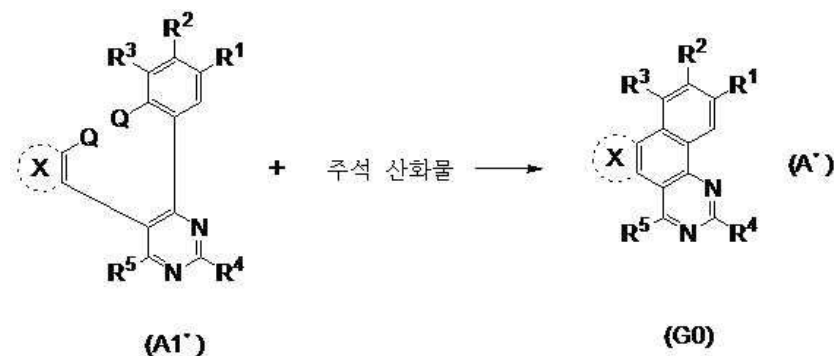 R²
R³ R¹
Q
Q
X
N
R⁵ N R⁴
(A1*)
+ 주석 산화물
R²
R³ R¹
X
N
R⁵ N R⁴
(G0)
(A*)